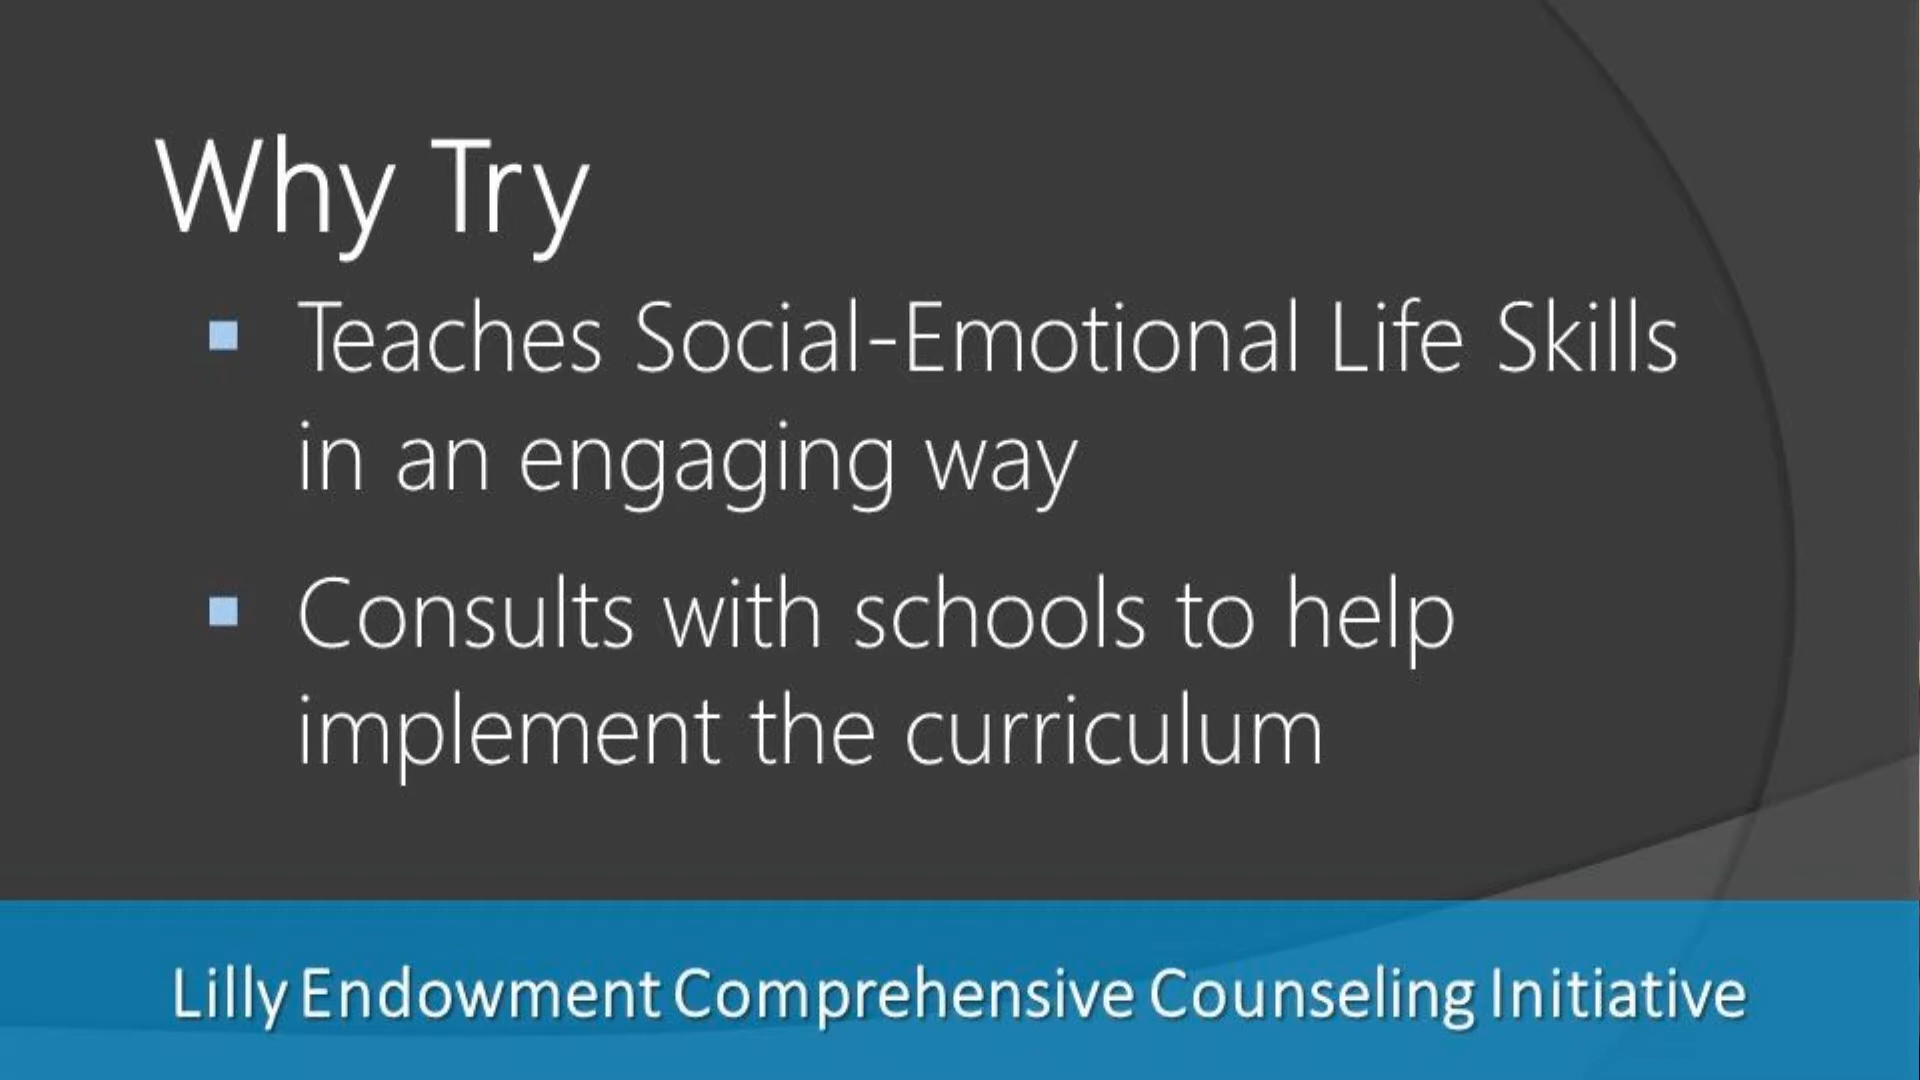 Why Try
Teaches Social-Emotional Life Skills
in an engaging way
Consults with schools to help
implement the curriculum
Lilly Endowment Comprehensive Counseling Initiative